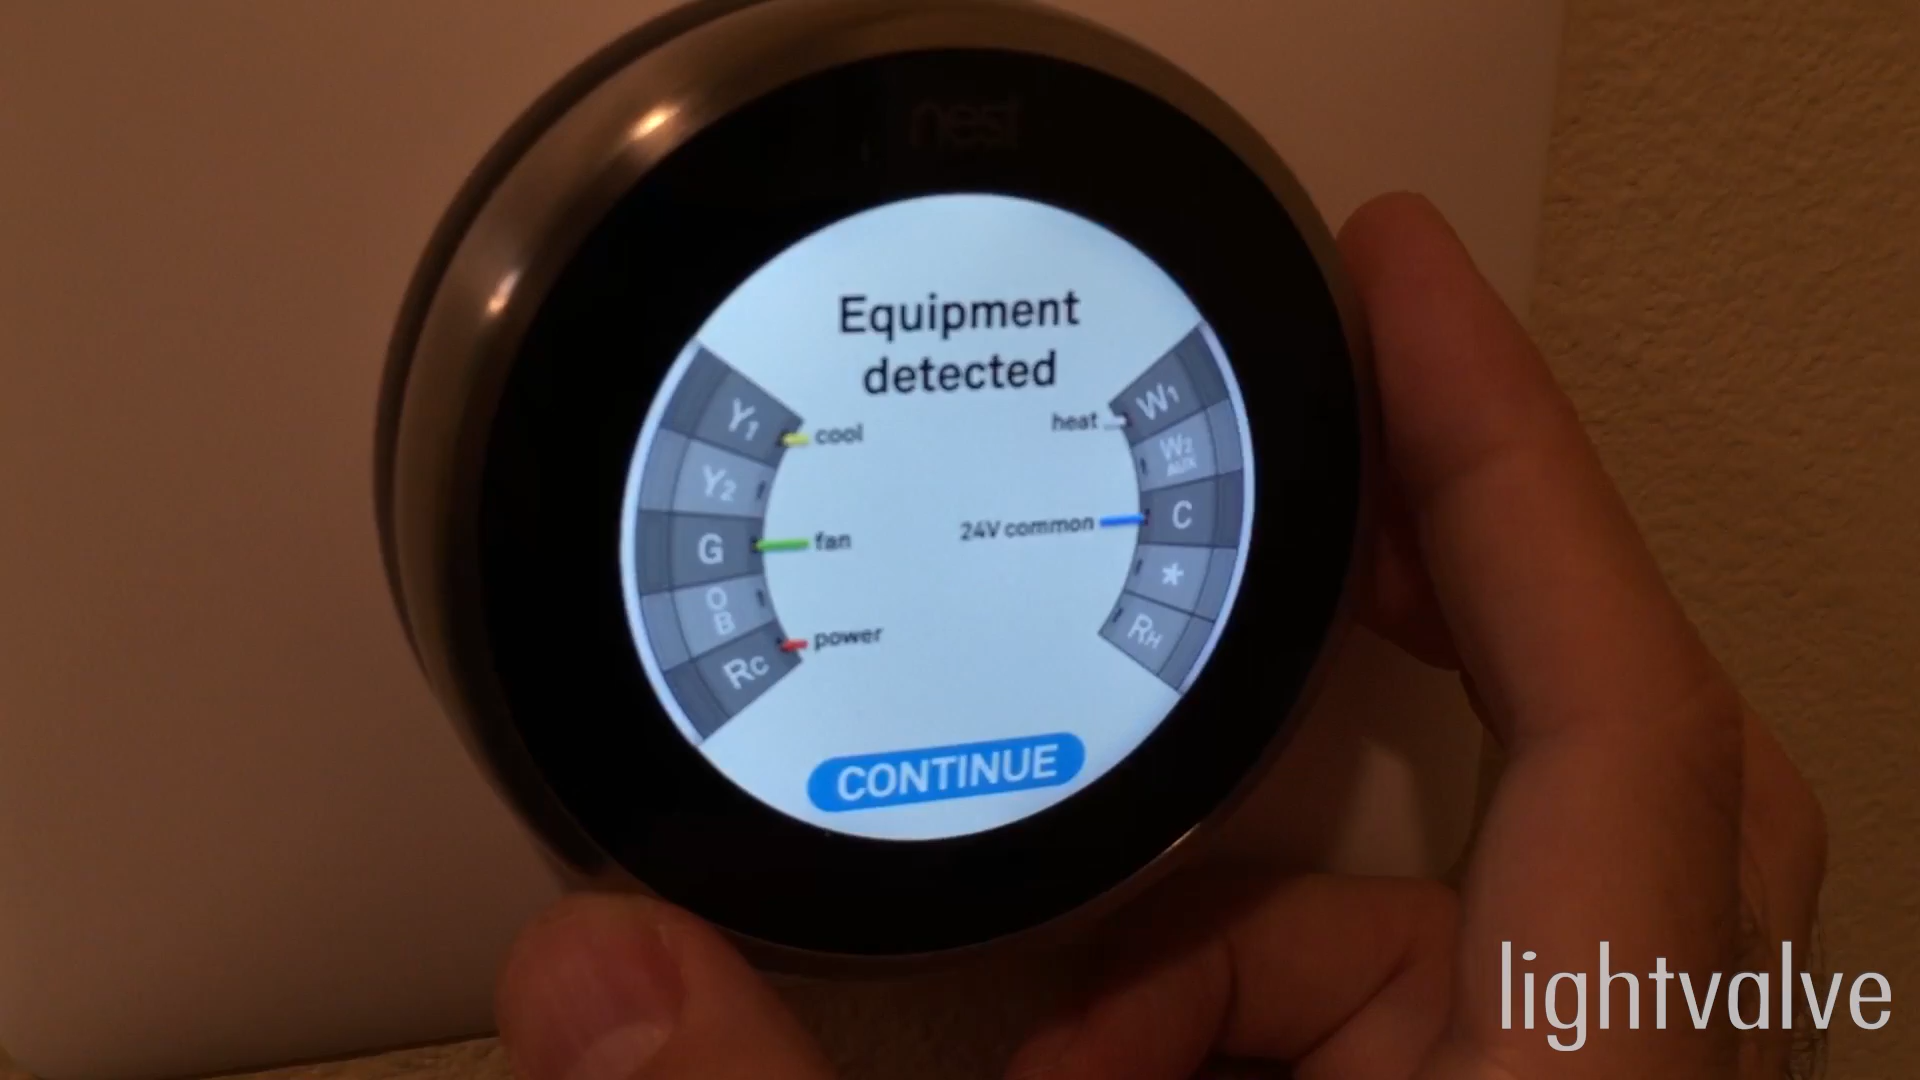 nest
Equipment
detected
Y1
cool
Y2
G
fan
O
B
Rc
power
heat
W1
W2
AUX
24V common
C
*
RH
CONTINUE
lightvalve